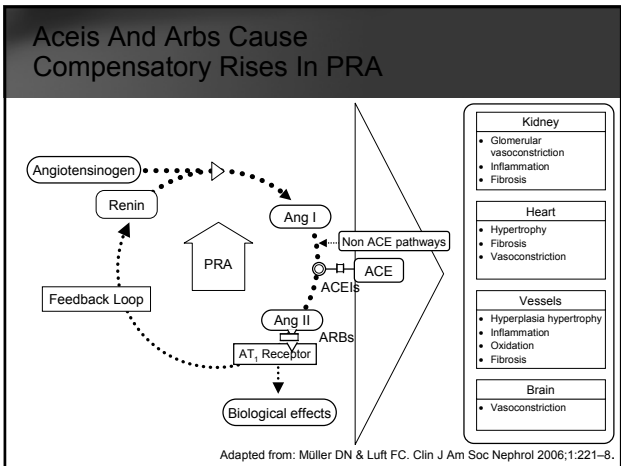 Aceis And Arbs Cause
Compensatory Rises In PRA
Angiotensinogen
Renin
Ang I
Non ACE pathways
PRA
ACE
ACEIs
Feedback Loop
Ang II
ARBs
AT1 Receptor
Biological effects
Kidney
• Glomerular
vasoconstriction
• Inflammation
• Fibrosis
Heart
• Hypertrophy
• Fibrosis
• Vasoconstriction
Vessels
• Hyperplasia hypertrophy
• Inflammation
• Oxidation
• Fibrosis
Brain
• Vasoconstriction
Adapted from: Müller DN & Luft FC. Clin J Am Soc Nephrol 2006;1:221–8.